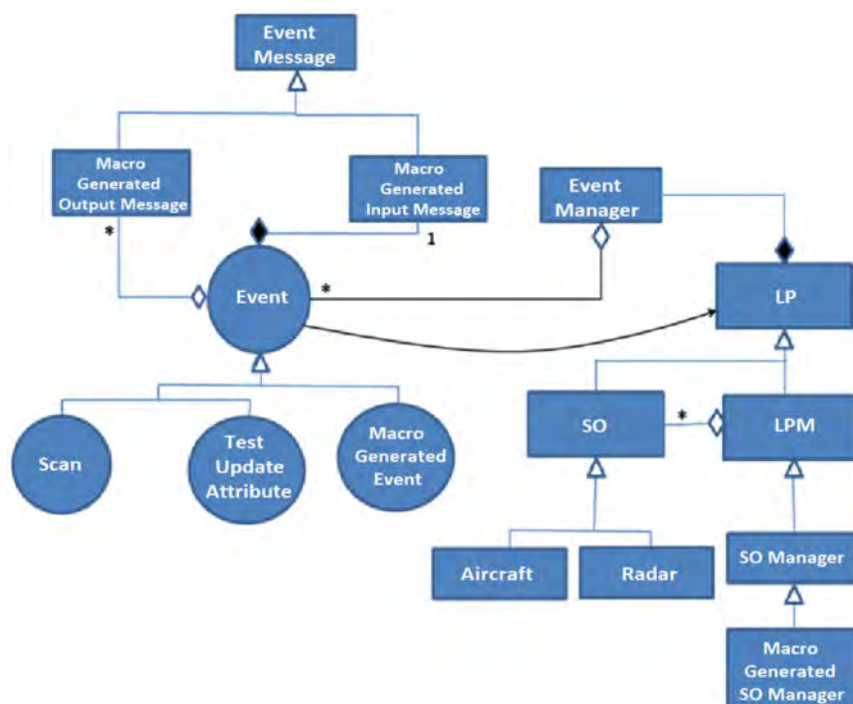 Event
Message
Macro
Generated
Output Message
Macro
Generated
Input Message
Event
Manager
*
1
Event
*
LP
SO
*
LPM
Scan
Test
Update
Attribute
Macro
Generated
Event
Aircraft
Radar
SO Manager
Macro
Generated
SO Manager